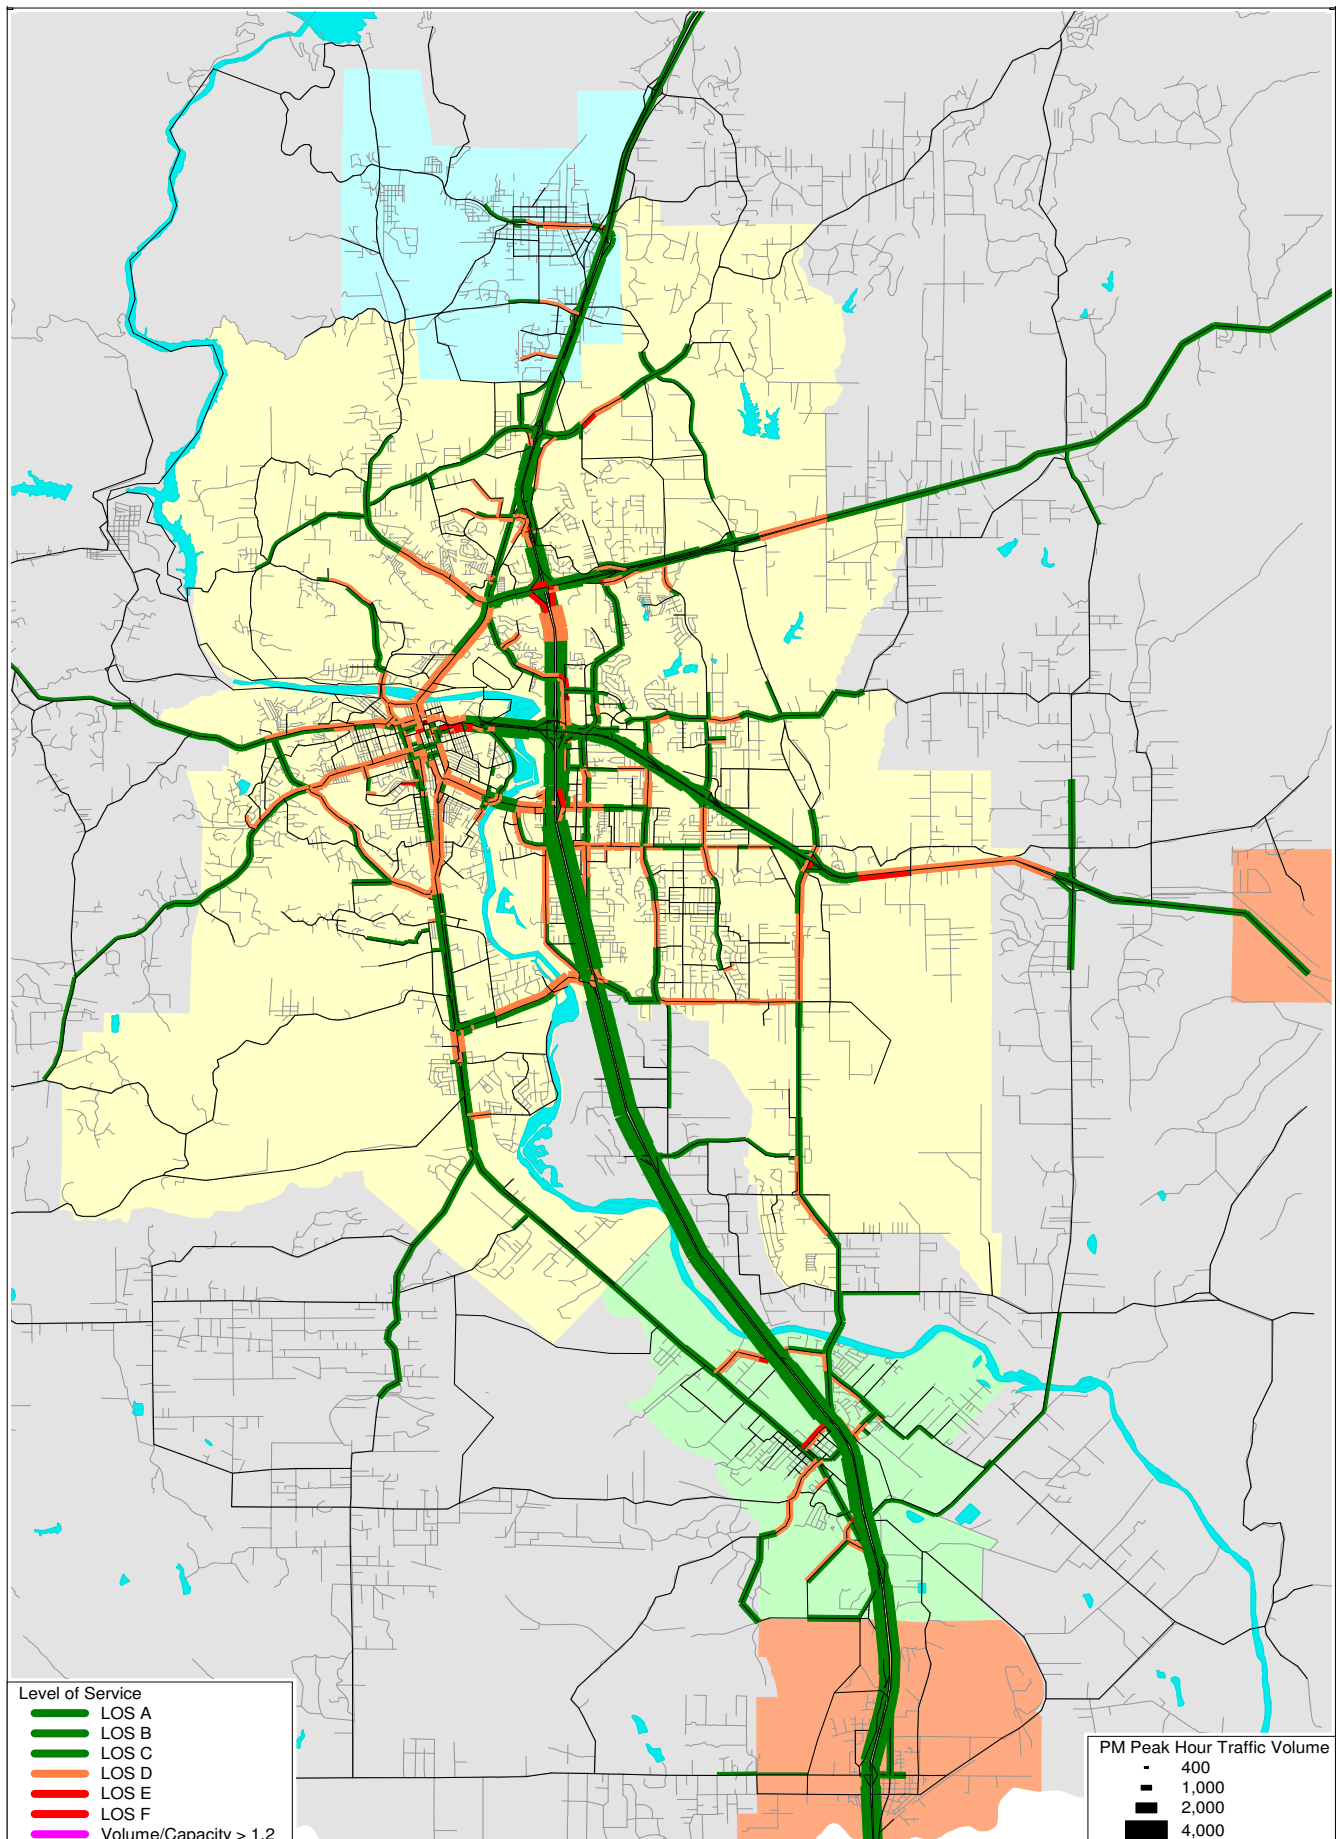 Level of Service
LOS A
LOS B
LOS C
LOS D
LOS E
LOS F
Volume/Capacity > 1.2
PM Peak Hour Traffic Volume
400
1,000
2,000
4,000